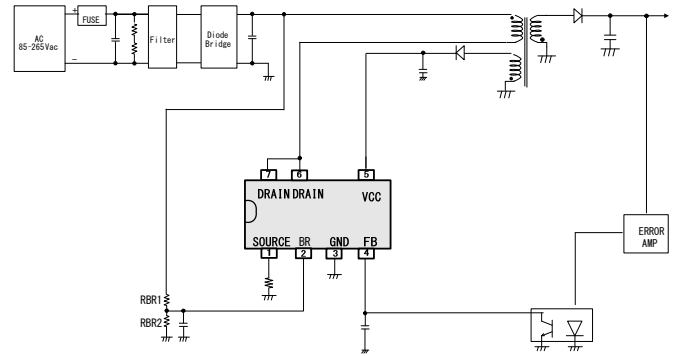 +
FUSE
AC
85-265Vac
-
Filter
Diode
Bridge
7
6
5
DRAIN DRAIN
VCC
SOURCE BR GND FB
1
2
3
4
ERROR
AMP
RBR1
RBR2